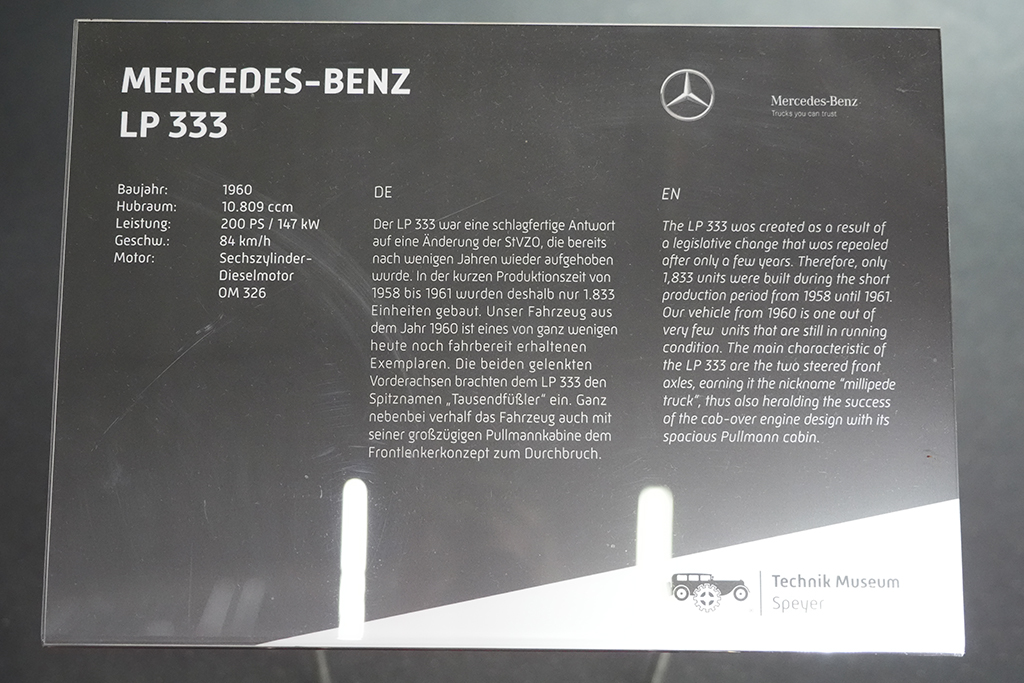 MERCEDES-BENZ
LP 333
Mercedes-Benz
Trucks you can trust
Baujahr: 1960
Hubraum: 10.809 ccm
Leistung: 200 PS / 147 kW
Geschw.: 84 km/h
Motor: Sechszylinder-
Dieselmotor
OM 326
DE
Der LP 333 war eine schlagfertige Antwort
auf eine Änderung der StVZO, die bereits
nach wenigen Jahren wieder aufgehoben
wurde. In der kurzen Produktionszeit von
1958 bis 1961 wurden deshalb nur 1.833
Einheiten gebaut. Unser Fahrzeug aus
dem Jahr 1960 ist eines von ganz wenigen
heute noch fahrbereit erhaltenen
Exemplaren. Die beiden gelenkten
Vorderachsen brachten dem LP 333 den
Spitznamen „Tausendfüßler“ ein. Ganz
nebenbei verhalf das Fahrzeug auch mit
seiner großzügigen Pullmannkabine dem
Frontlenkerkonzept zum Durchbruch.
EN
The LP 333 was created as a result of
a legislative change that was repealed
after only a few years. Therefore, only
1,833 units were built during the short
production period from 1958 until 1961.
Our vehicle from 1960 is one out of
very few units that are still in running
condition. The main characteristic of
the LP 333 are the two steered front
axles, earning it the nickname “millipede
truck”, thus also heralding the success
of the cab-over engine design with its
spacious Pullmann cabin.
Technik Museum
Speyer